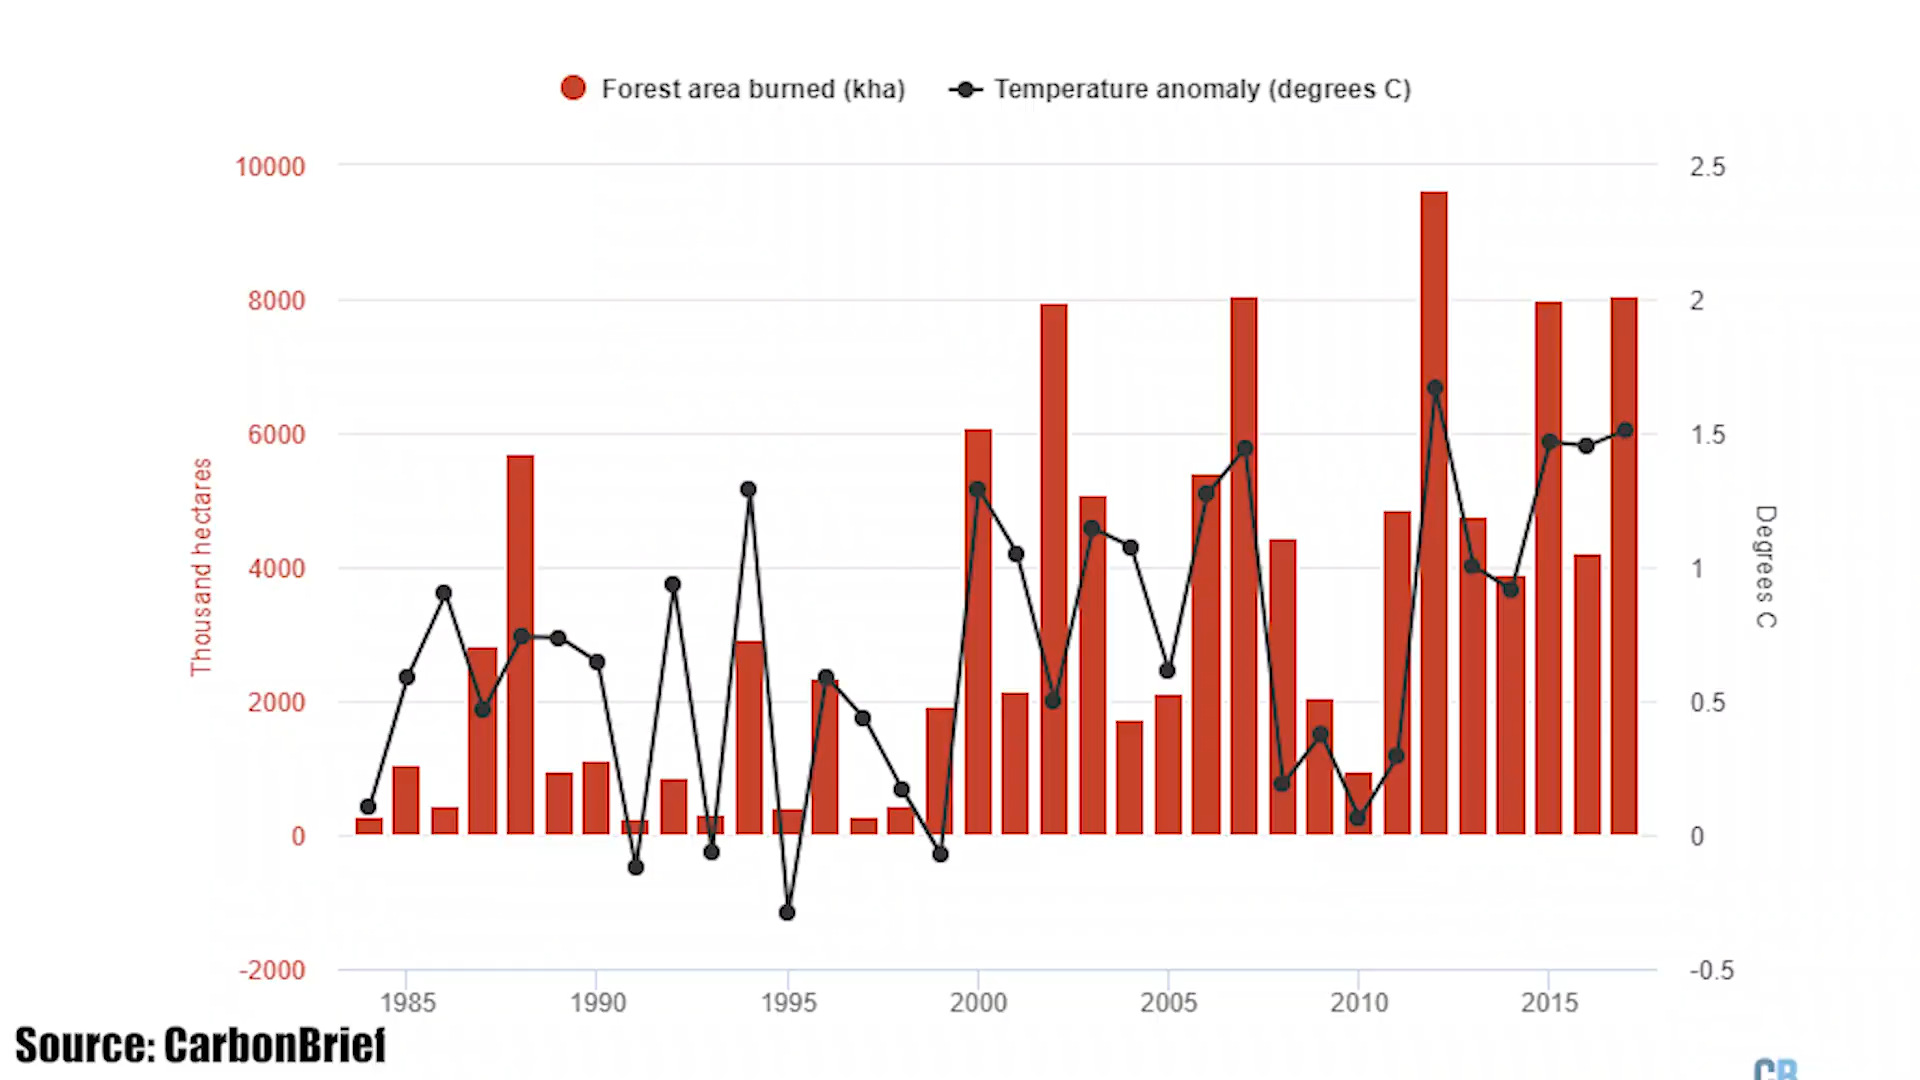 Forest area burned (kha) Temperature anomaly (degrees C)
10000 2.5
8000 2
6000 1.5
4000 1
2000 0.5
0 0
-2000 -0.5
Thousand hectares
Degrees C
1985 1990 1995 2000 2005 2010 2015
Source: CarbonBrief
CB